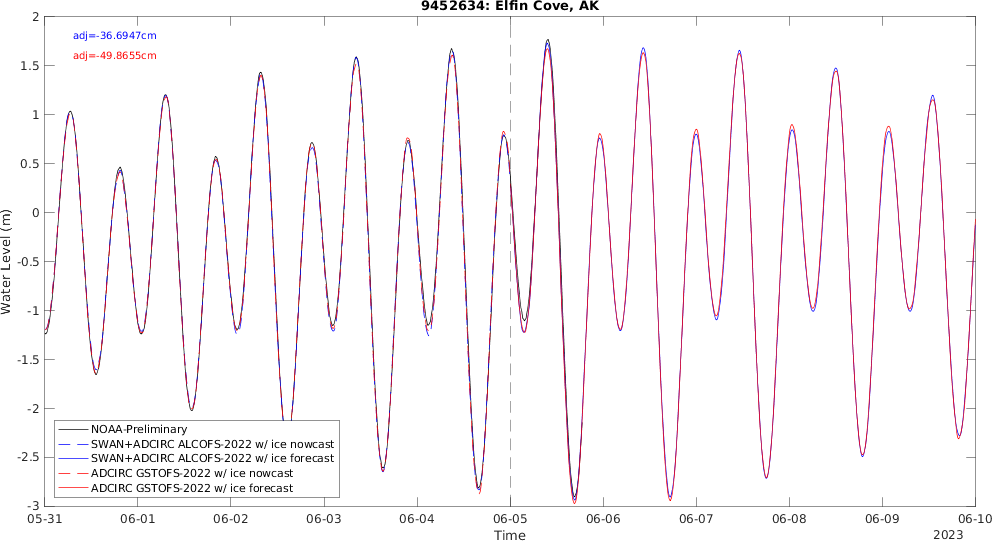 9452634: Elfin Cove, AK
adj=-36.6947cm
adj=-49.8655cm
2
1.5
1
0.5
0
-0.5
-1
-1.5
-2
-2.5
-3
Water Level (m)
NOAA-Preliminary
SWAN+ADCIRC ALCOFS-2022 w/ ice nowcast
SWAN+ADCIRC ALCOFS-2022 w/ ice forecast
ADCIRC GSTOFS-2022 w/ ice nowcast
ADCIRC GSTOFS-2022 w/ ice forecast
05-31 06-01 06-02 06-03 06-04 06-05 06-06 06-07 06-08 06-09 06-10
Time
2023